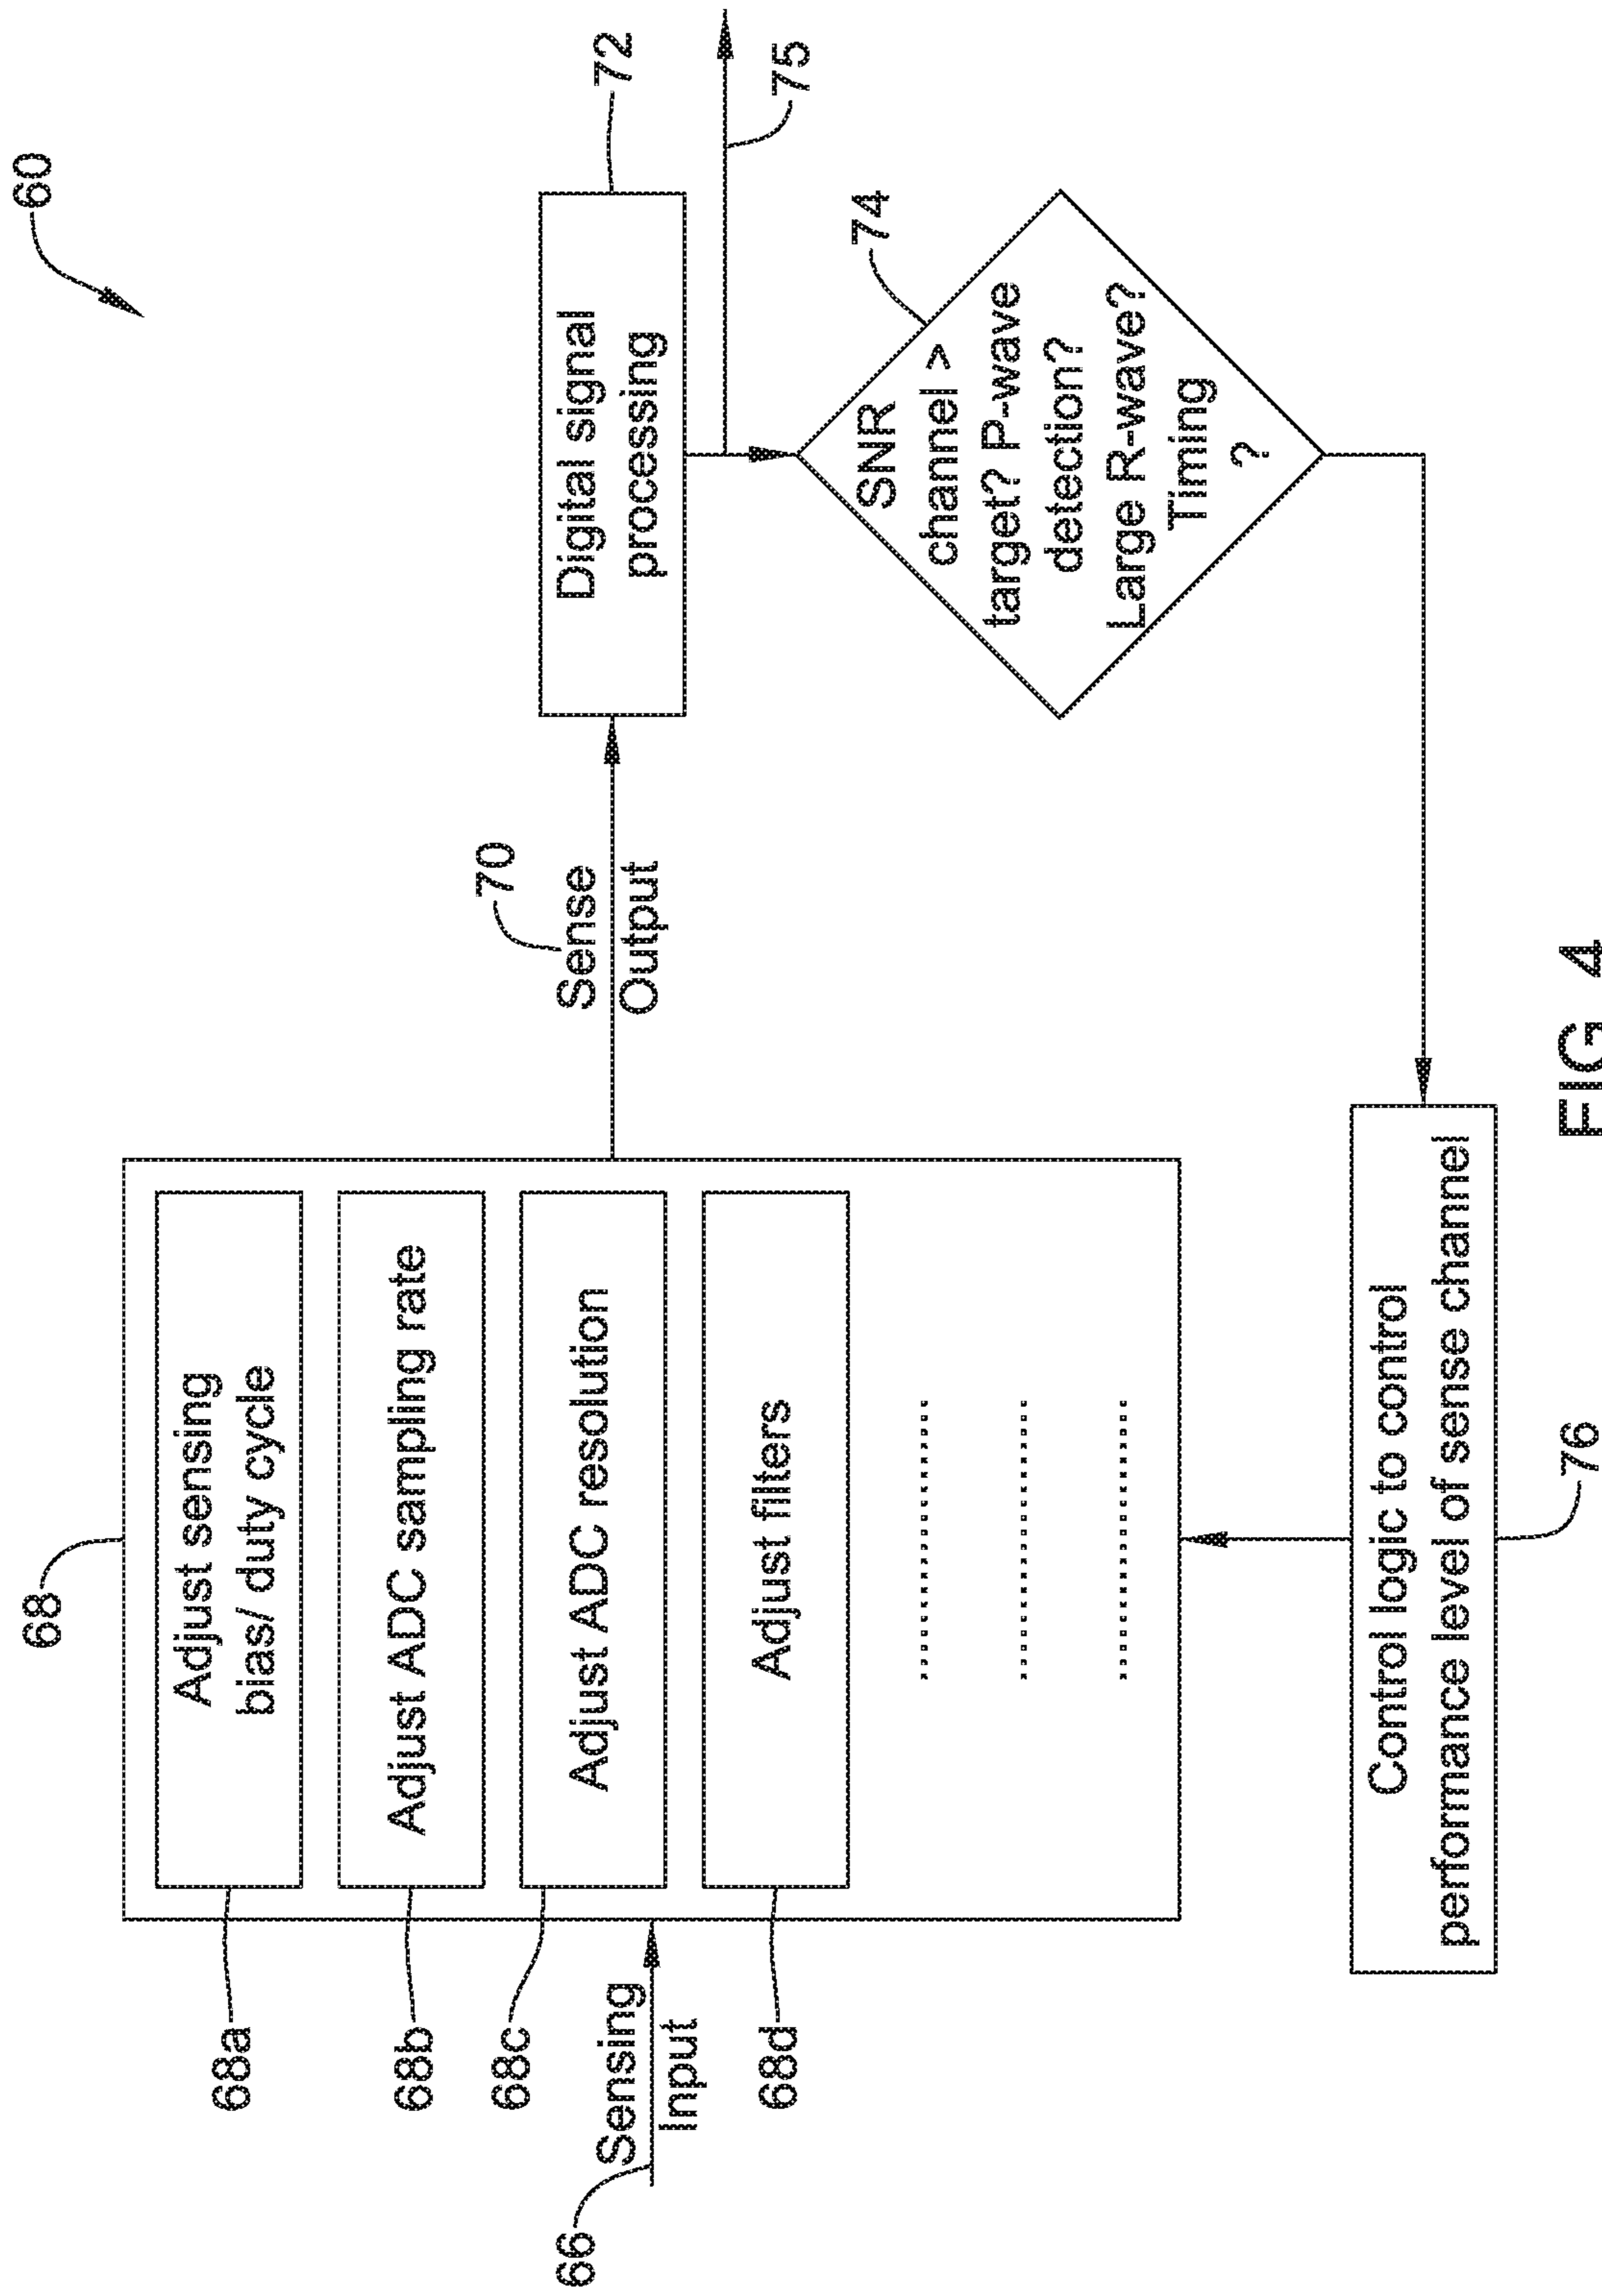 60
68
68a
Adjust sensing
bias/ duty cycle
68b
Adjust ADC sampling rate
68c
Adjust ADC resolution
66
Sensing
Input
68d
Adjust filters
70
Sense
Output
Digital signal
processing
72
75
74
SNR
channel >
target? P-wave
detection?
Large R-wave?
Timing
?
Control logic to control
performance level of sense channel
76
FIG 4